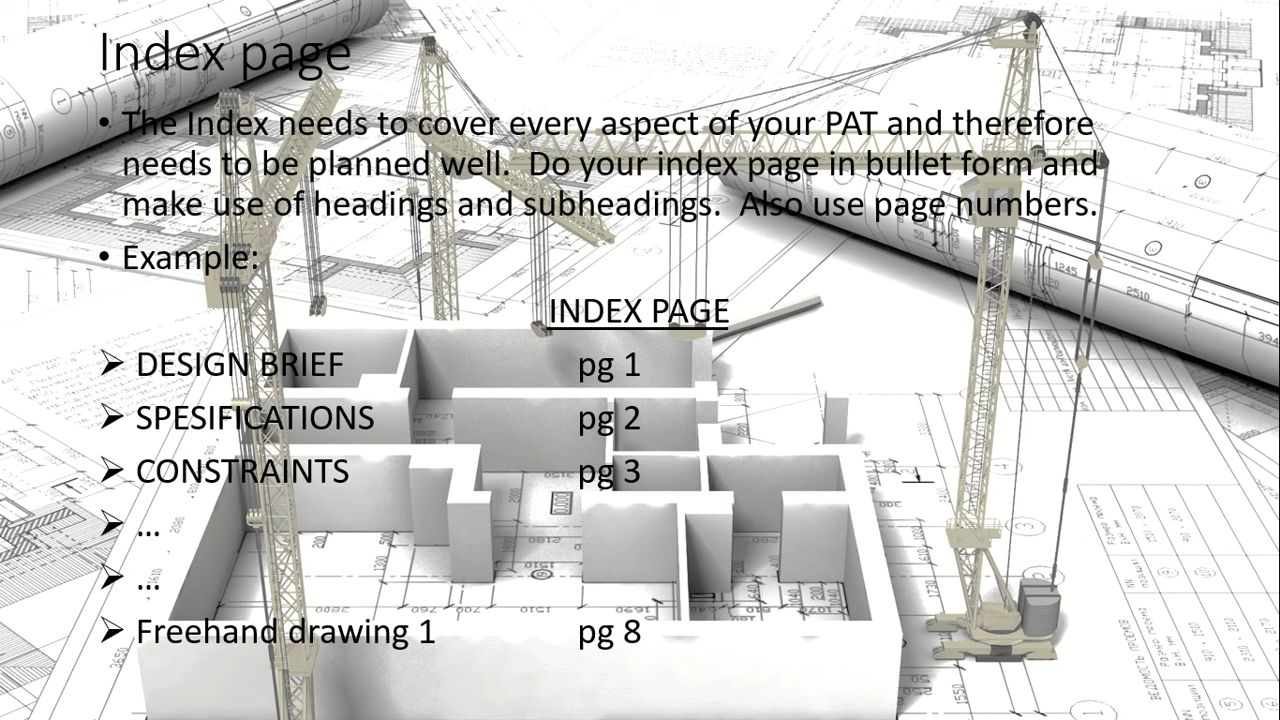 Index page
• The Index needs to cover every aspect of your PAT and therefore
needs to be planned well.  Do your index page in bullet form and
make use of headings and subheadings.  Also use page numbers.
• Example:
INDEX PAGE
➢ DESIGN BRIEF pg 1
➢ SPESIFICATIONS pg 2
➢ CONSTRAINTS pg 3
➢ ...
➢ ...
➢ Freehand drawing 1 pg 8